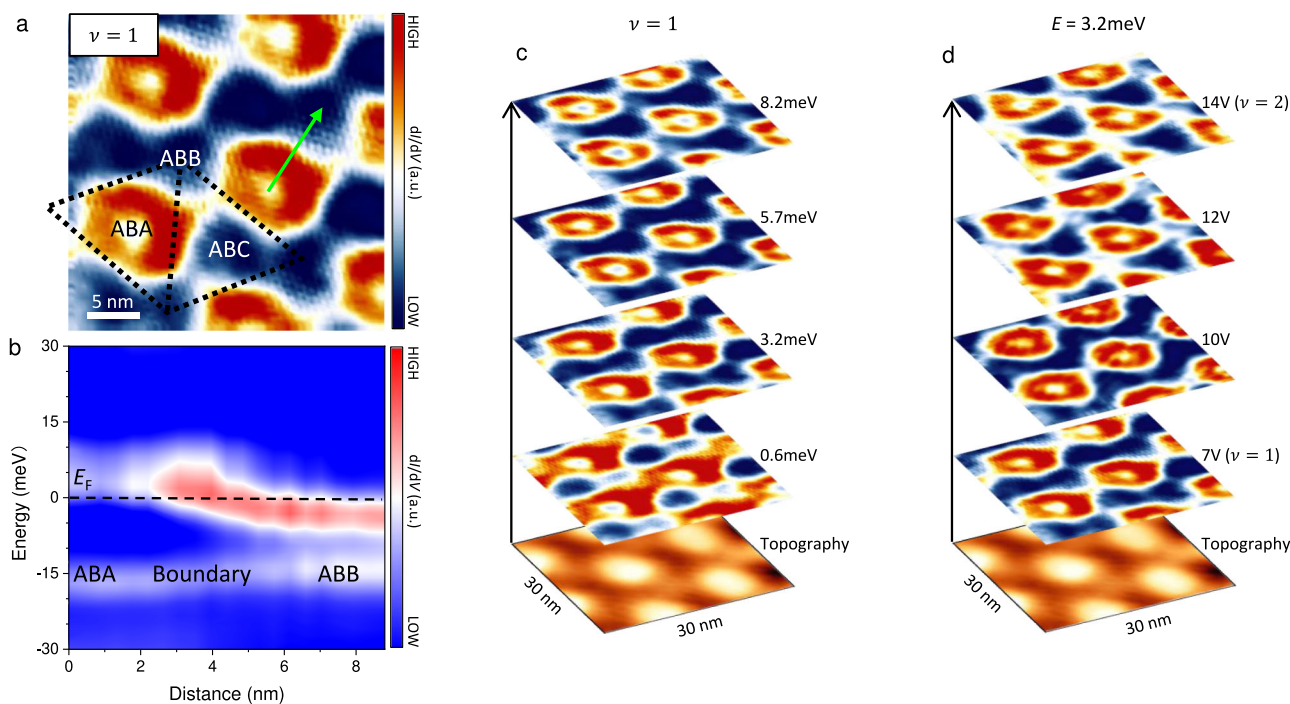 a
ν = 1
HIGH
dI/dV (a.u.)
LOW
ABB
ABA
ABC
5 nm
b
30
15
0
-15
-30
Energy (meV)
E_F
ABA
Boundary
ABB
0
2
4
6
8
Distance (nm)
HIGH
dI/dV (a.u.)
LOW
c
ν = 1
8.2meV
5.7meV
3.2meV
0.6meV
Topography
30 nm
30 nm
d
E = 3.2meV
14V (ν = 2)
12V
10V
7V (ν = 1)
Topography
30 nm
30 nm